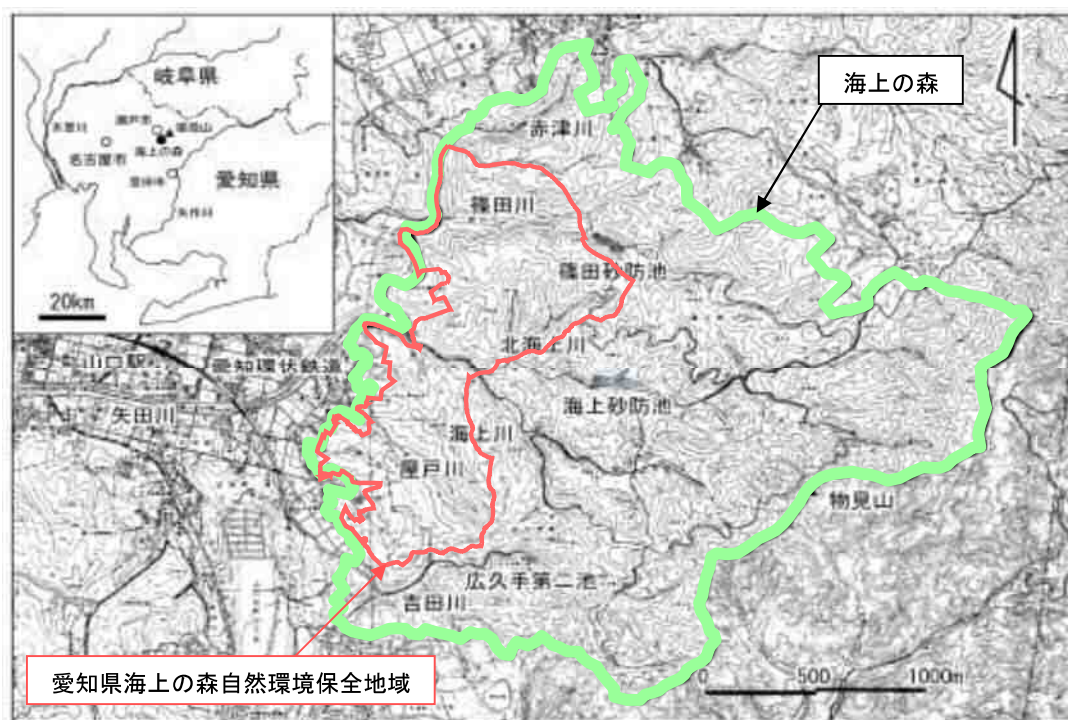 岐阜県
木曽川
瀬戸市
猿投山
名古屋市
海上の森
豊田市
愛知県
矢作川
20km
海上の森
赤津川
篠田川
篠田砂防池
北海上川
山口駅
愛知環状鉄道
矢田川
海上砂防池
海上川
屋戸川
物見山
広久手第二池
吉田川
500
1000m
愛知県海上の森自然環境保全地域